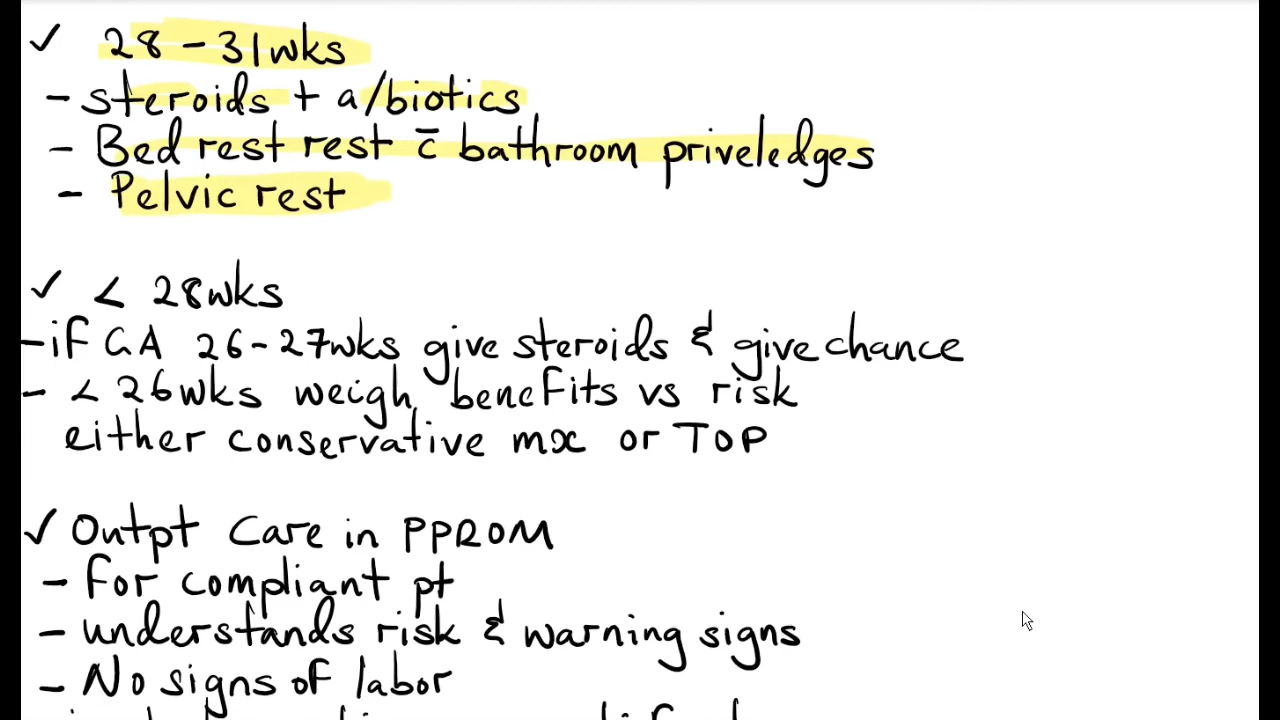 ✓ 28 - 31wks
- steroids + a/biotics
- Bed rest rest c̄ bathroom priveledges
- Pelvic rest
✓ < 28wks
- if GA 26-27wks give steroids & give chance
- < 26wks weigh benefits vs risk
either conservative mx or TOP
✓ Outpt Care in PPROM
- for compliant pt
- understands risk & warning signs
- No signs of labor